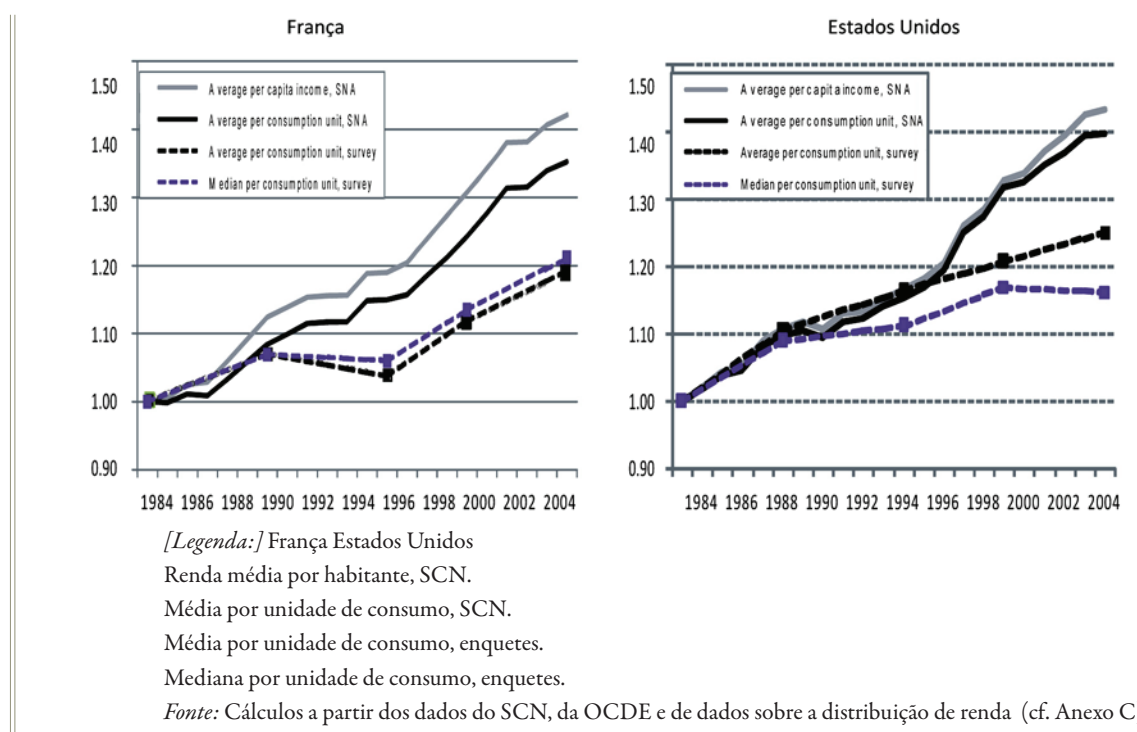 França
1.50
1.40
1.30
1.20
1.10
1.00
0.90
Average per capita income, SNA
Average per consumption unit, SNA
Average per consumption unit, survey
Median per consumption unit, survey
1984 1986 1988 1990 1992 1994 1996 1998 2000 2002 2004
Estados Unidos
1.50
1.40
1.30
1.20
1.10
1.00
0.90
Average per capita income, SNA
Average per consumption unit, SNA
Average per consumption unit, survey
Median per consumption unit, survey
1984 1986 1988 1990 1992 1994 1996 1998 2000 2002 2004
[Legenda:] França Estados Unidos
Renda média por habitante, SCN.
Média por unidade de consumo, SCN.
Média por unidade de consumo, enquetes.
Mediana por unidade de consumo, enquetes.
Fonte: Cálculos a partir dos dados do SCN, da OCDE e de dados sobre a distribuição de renda (cf. Anexo C